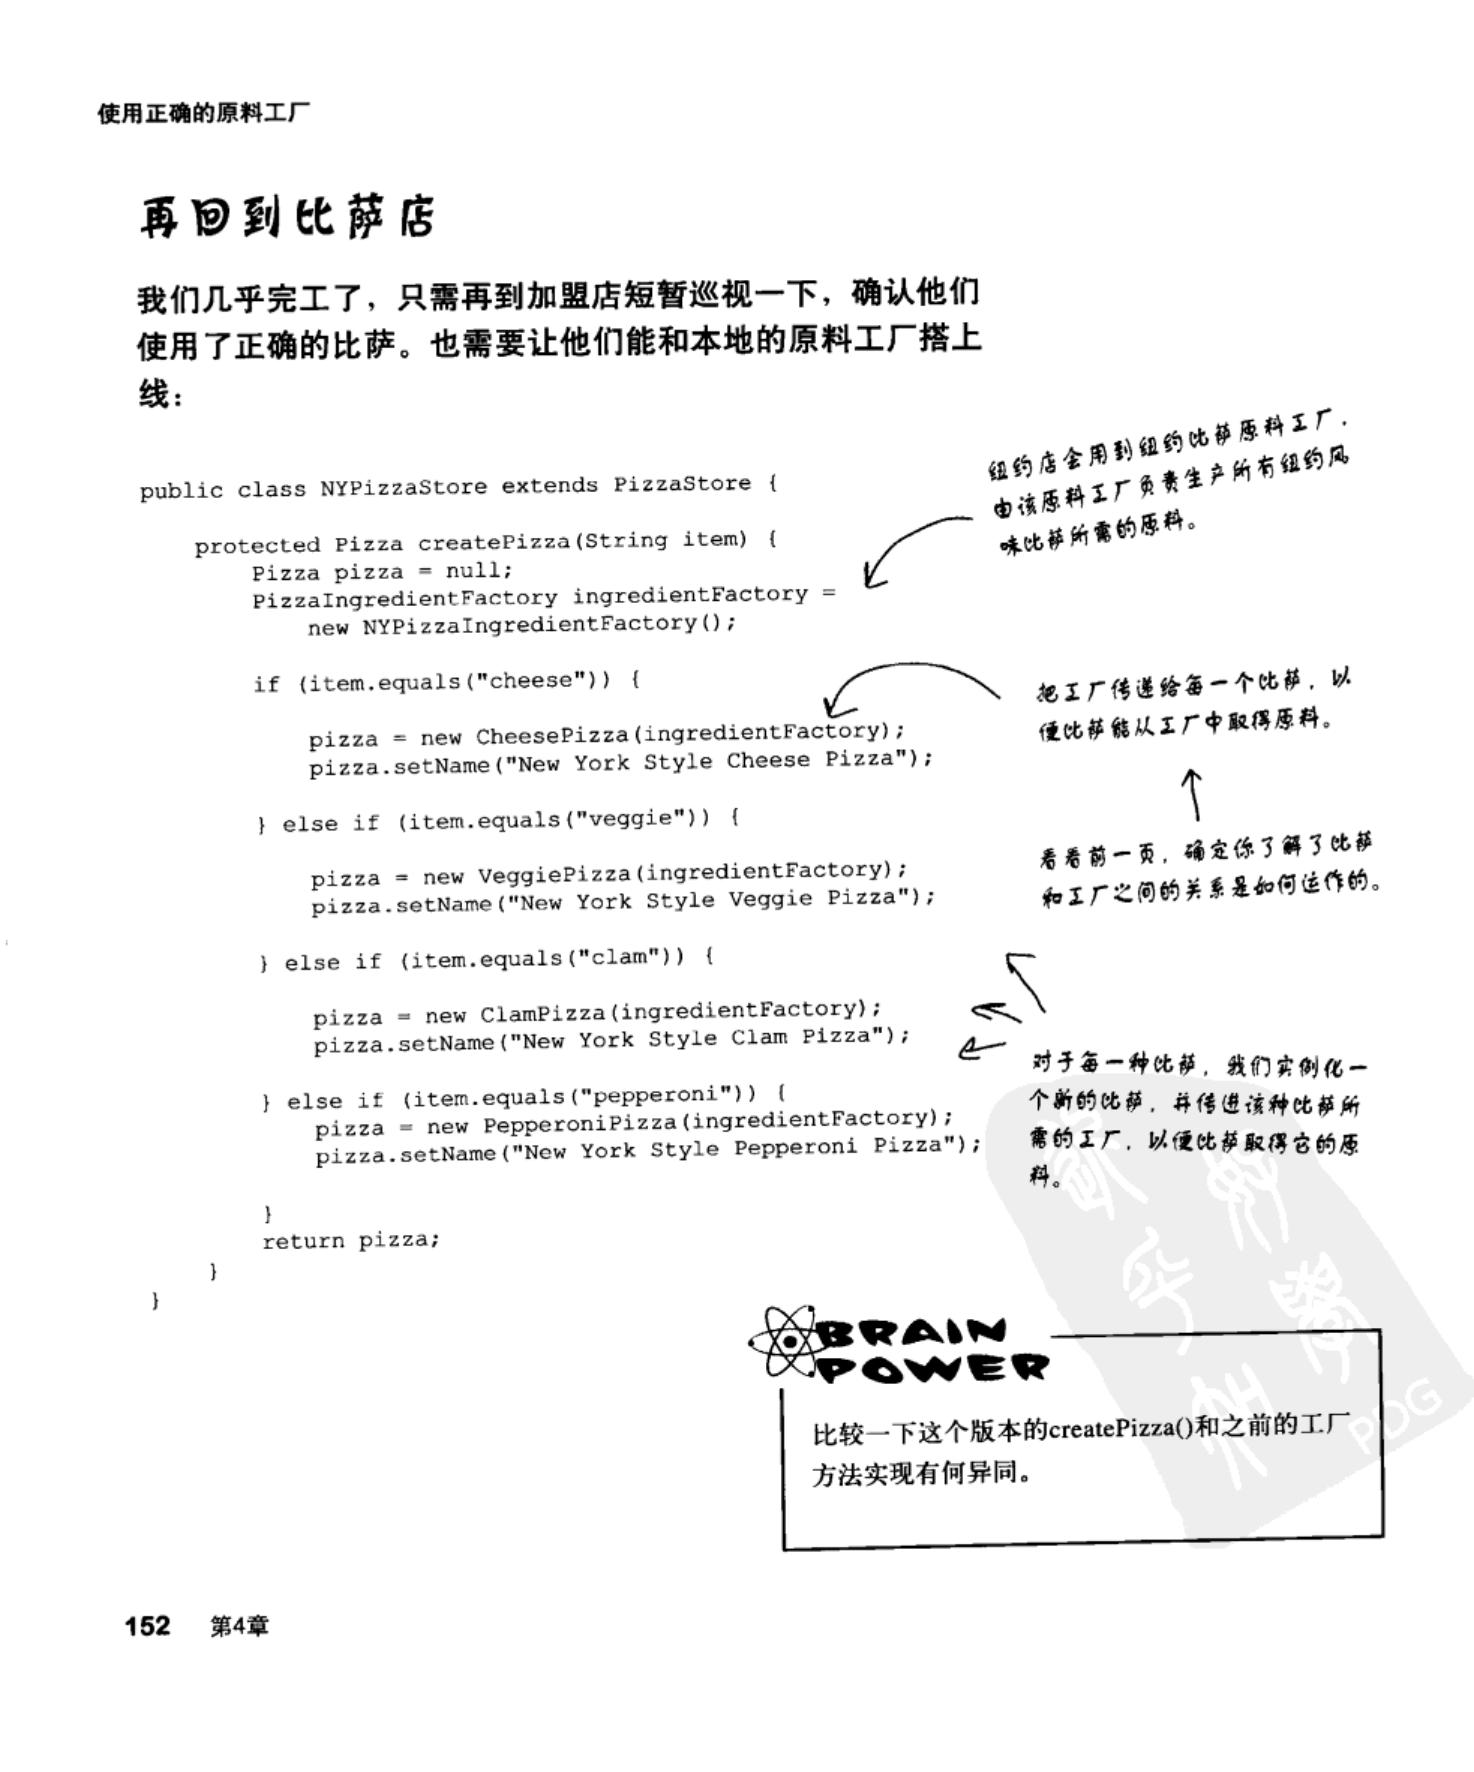 使用正确的原料工厂
再回到比萨店
我们几乎完工了，只需再到加盟店短暂巡视一下，确认他们
使用了正确的比萨。也需要让他们能和本地的原料工厂搭上
线：
纽约店会用到纽约比萨原料工厂，
由该原料工厂负责生产所有纽约风
味比萨所需的原料。
public class NYPizzaStore extends PizzaStore {
protected Pizza createPizza(String item) {
Pizza pizza = null;
PizzaIngredientFactory ingredientFactory =
new NYPizzaIngredientFactory();
if (item.equals("cheese")) {
pizza = new CheesePizza(ingredientFactory);
pizza.setName("New York Style Cheese Pizza");
把工厂传递给每一个比萨，以
便比萨能从工厂中取得原料。
} else if (item.equals("veggie")) {
pizza = new VeggiePizza(ingredientFactory);
pizza.setName("New York Style Veggie Pizza");
看看前一页，确定你了解了比萨
和工厂之间的关系是如何运作的。
} else if (item.equals("clam")) {
pizza = new ClamPizza(ingredientFactory);
pizza.setName("New York Style Clam Pizza");
} else if (item.equals("pepperoni")) {
pizza = new PepperoniPizza(ingredientFactory);
pizza.setName("New York Style Pepperoni Pizza");
对于每一种比萨，我们实例化一
个新的比萨，并传进该种比萨所
需的工厂，以便比萨取得它的原
料。
}
return pizza;
}
}
BRAIN
POWER
比较一下这个版本的createPizza()和之前的工厂
方法实现有何异同。
PDG
152 第4章